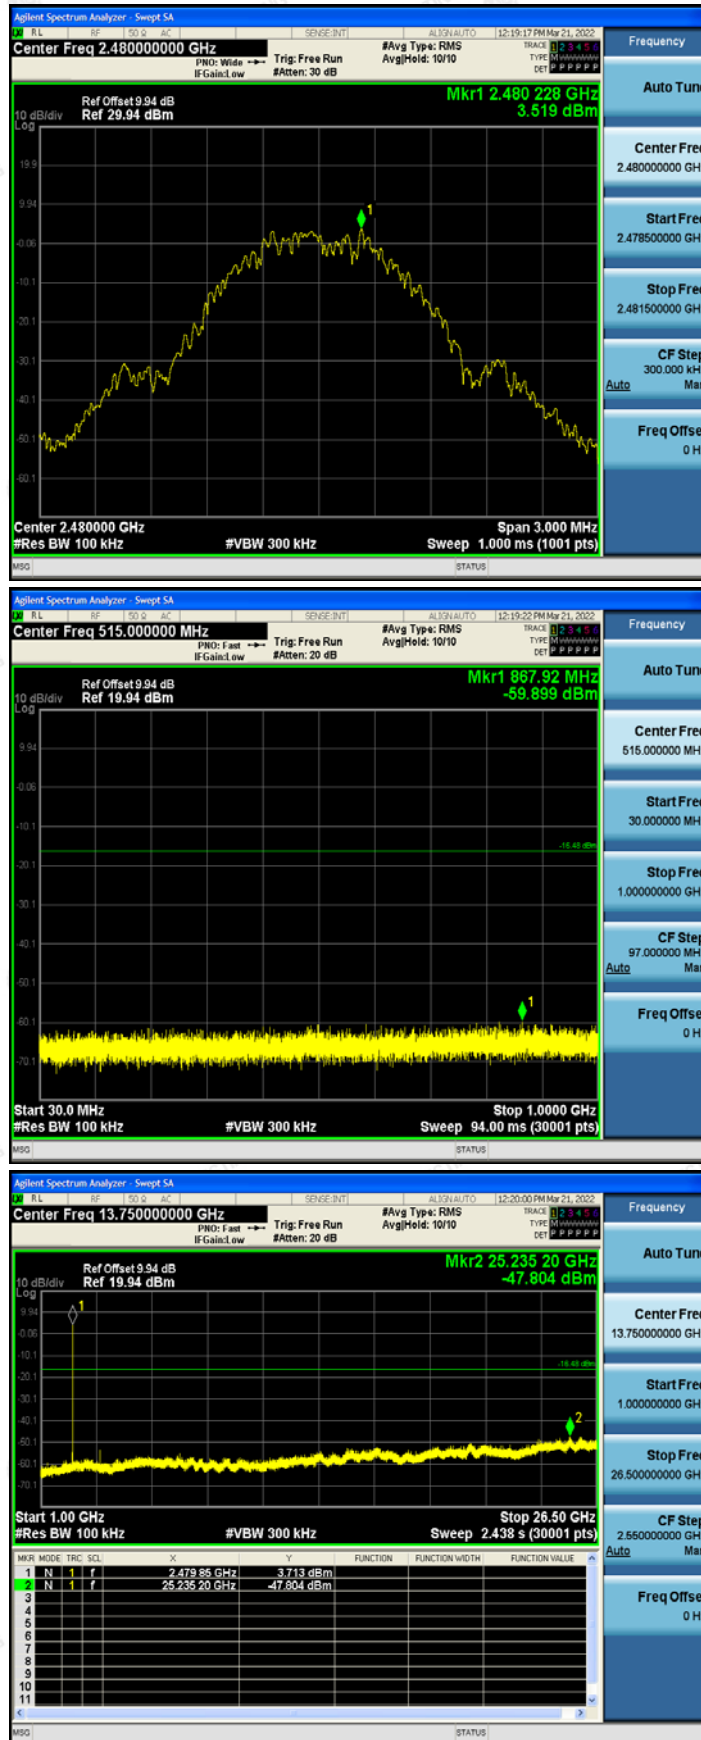 Agilent Spectrum Analyzer - Swept SA
RL RF 50 Ω AC SENSE:INT ALIGNAUTO 12:19:17 PM Mar 21, 2022
Center Freq 2.480000000 GHz
PNO: Wide
IFGain:Low
Trig: Free Run
#Atten: 30 dB
#Avg Type: RMS
Avg|Hold: 10/10
TRACE 1 2 3 4 5 6
TYPE M
DET P P P P P P
Mkr1 2.480 228 GHz
3.519 dBm
Ref Offset 9.94 dB
10 dB/div Ref 29.94 dBm
Log
19.9
9.94
-0.06
-10.1
-20.1
-30.1
-40.1
-50.1
-60.1
1
Center 2.480000 GHz Span 3.000 MHz
#Res BW 100 kHz #VBW 300 kHz Sweep 1.000 ms (1001 pts)
MSG STATUS
Frequency
Auto Tun
Center Fre
2.480000000 GH
Start Fre
2.478500000 GH
Stop Fre
2.481500000 GH
CF Ste
300.000 kH
Auto Ma
Freq Offse
0 H
Agilent Spectrum Analyzer - Swept SA
RL RF 50 Ω AC SENSE:INT ALIGNAUTO 12:19:22 PM Mar 21, 2022
Center Freq 515.000000 MHz
PNO: Fast
IFGain:Low
Trig: Free Run
#Atten: 20 dB
#Avg Type: RMS
Avg|Hold: 10/10
TRACE 1 2 3 4 5 6
TYPE M
DET P P P P P P
Mkr1 867.92 MHz
-59.899 dBm
Ref Offset 9.94 dB
10 dB/div Ref 19.94 dBm
Log
9.94
-0.06
-10.1
-20.1
-30.1
-40.1
-50.1
-60.1
-70.1
-16.48 dBm
1
Start 30.0 MHz Stop 1.0000 GHz
#Res BW 100 kHz #VBW 300 kHz Sweep 94.00 ms (30001 pts)
MSG STATUS
Frequency
Auto Tun
Center Fre
515.000000 MH
Start Fre
30.000000 MH
Stop Fre
1.000000000 GH
CF Ste
97.000000 MH
Auto Ma
Freq Offse
0 H
Agilent Spectrum Analyzer - Swept SA
RL RF 50 Ω AC SENSE:INT ALIGNAUTO 12:20:00 PM Mar 21, 2022
Center Freq 13.750000000 GHz
PNO: Fast
IFGain:Low
Trig: Free Run
#Atten: 20 dB
#Avg Type: RMS
Avg|Hold: 10/10
TRACE 1 2 3 4 5 6
TYPE M
DET P P P P P P
Mkr2 25.235 20 GHz
-47.804 dBm
Ref Offset 9.94 dB
10 dB/div Ref 19.94 dBm
Log
9.94
-0.06
-10.1
-20.1
-30.1
-40.1
-50.1
-60.1
-70.1
-16.48 dBm
1
2
Start 1.00 GHz Stop 26.50 GHz
#Res BW 100 kHz #VBW 300 kHz Sweep 2.438 s (30001 pts)
MKR MODE TRC SCL X Y FUNCTION FUNCTION WIDTH FUNCTION VALUE
1 N 1 f 2.479 85 GHz 3.713 dBm
2 N 1 f 25.235 20 GHz -47.804 dBm
3
4
5
6
7
8
9
10
11
MSG STATUS
Frequency
Auto Tun
Center Fre
13.750000000 GH
Start Fre
1.000000000 GH
Stop Fre
26.500000000 GH
CF Ste
2.550000000 GH
Auto Ma
Freq Offse
0 H